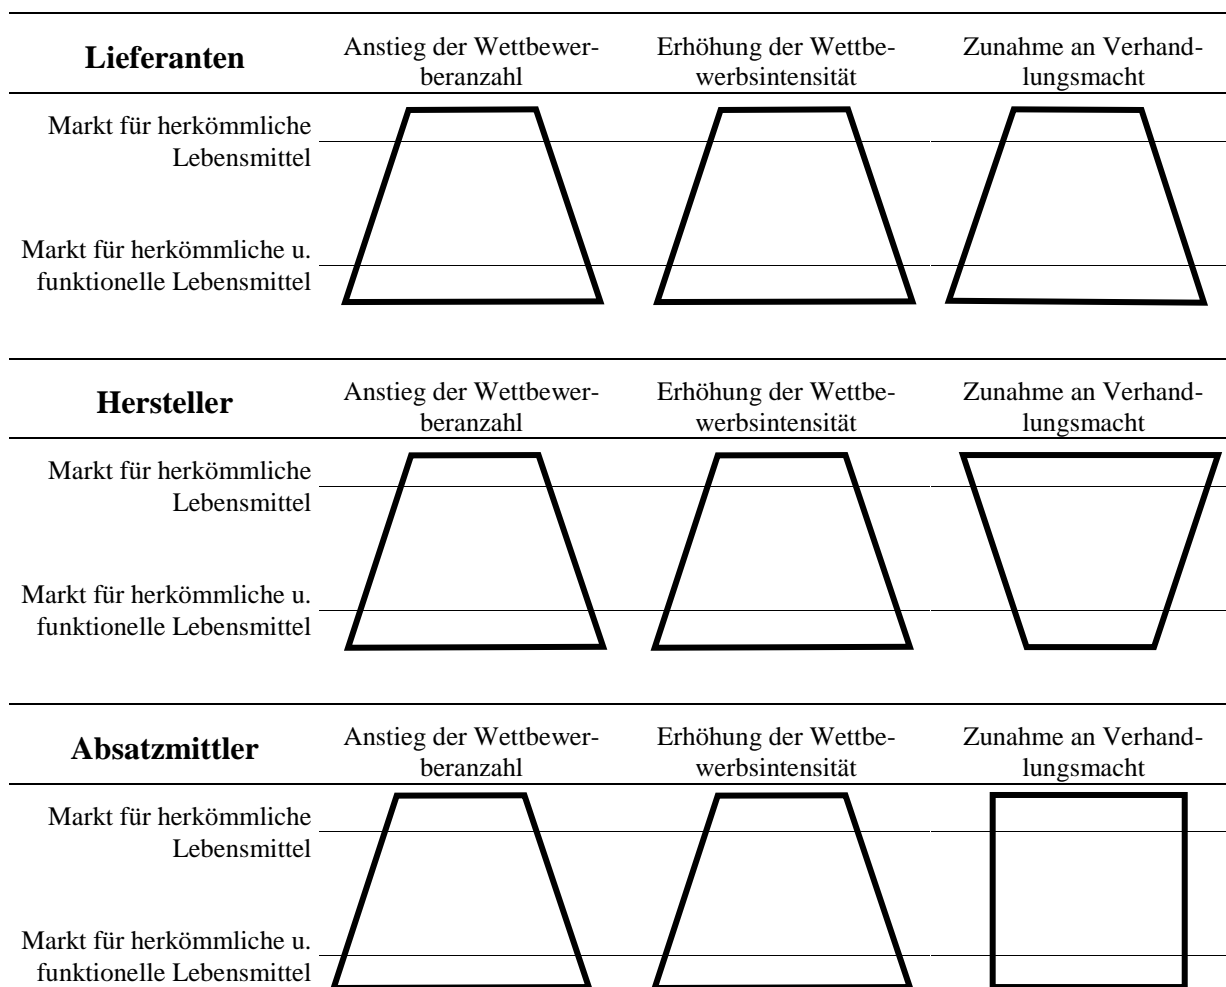 Lieferanten
Anstieg der Wettbewer-
beranzahl
Erhöhung der Wettbe-
werbsintensität
Zunahme an Verhand-
lungsmacht
Markt für herkömmliche
Lebensmittel
Markt für herkömmliche u.
funktionelle Lebensmittel
Hersteller
Anstieg der Wettbewer-
beranzahl
Erhöhung der Wettbe-
werbsintensität
Zunahme an Verhand-
lungsmacht
Markt für herkömmliche
Lebensmittel
Markt für herkömmliche u.
funktionelle Lebensmittel
Absatzmittler
Anstieg der Wettbewer-
beranzahl
Erhöhung der Wettbe-
werbsintensität
Zunahme an Verhand-
lungsmacht
Markt für herkömmliche
Lebensmittel
Markt für herkömmliche u.
funktionelle Lebensmittel